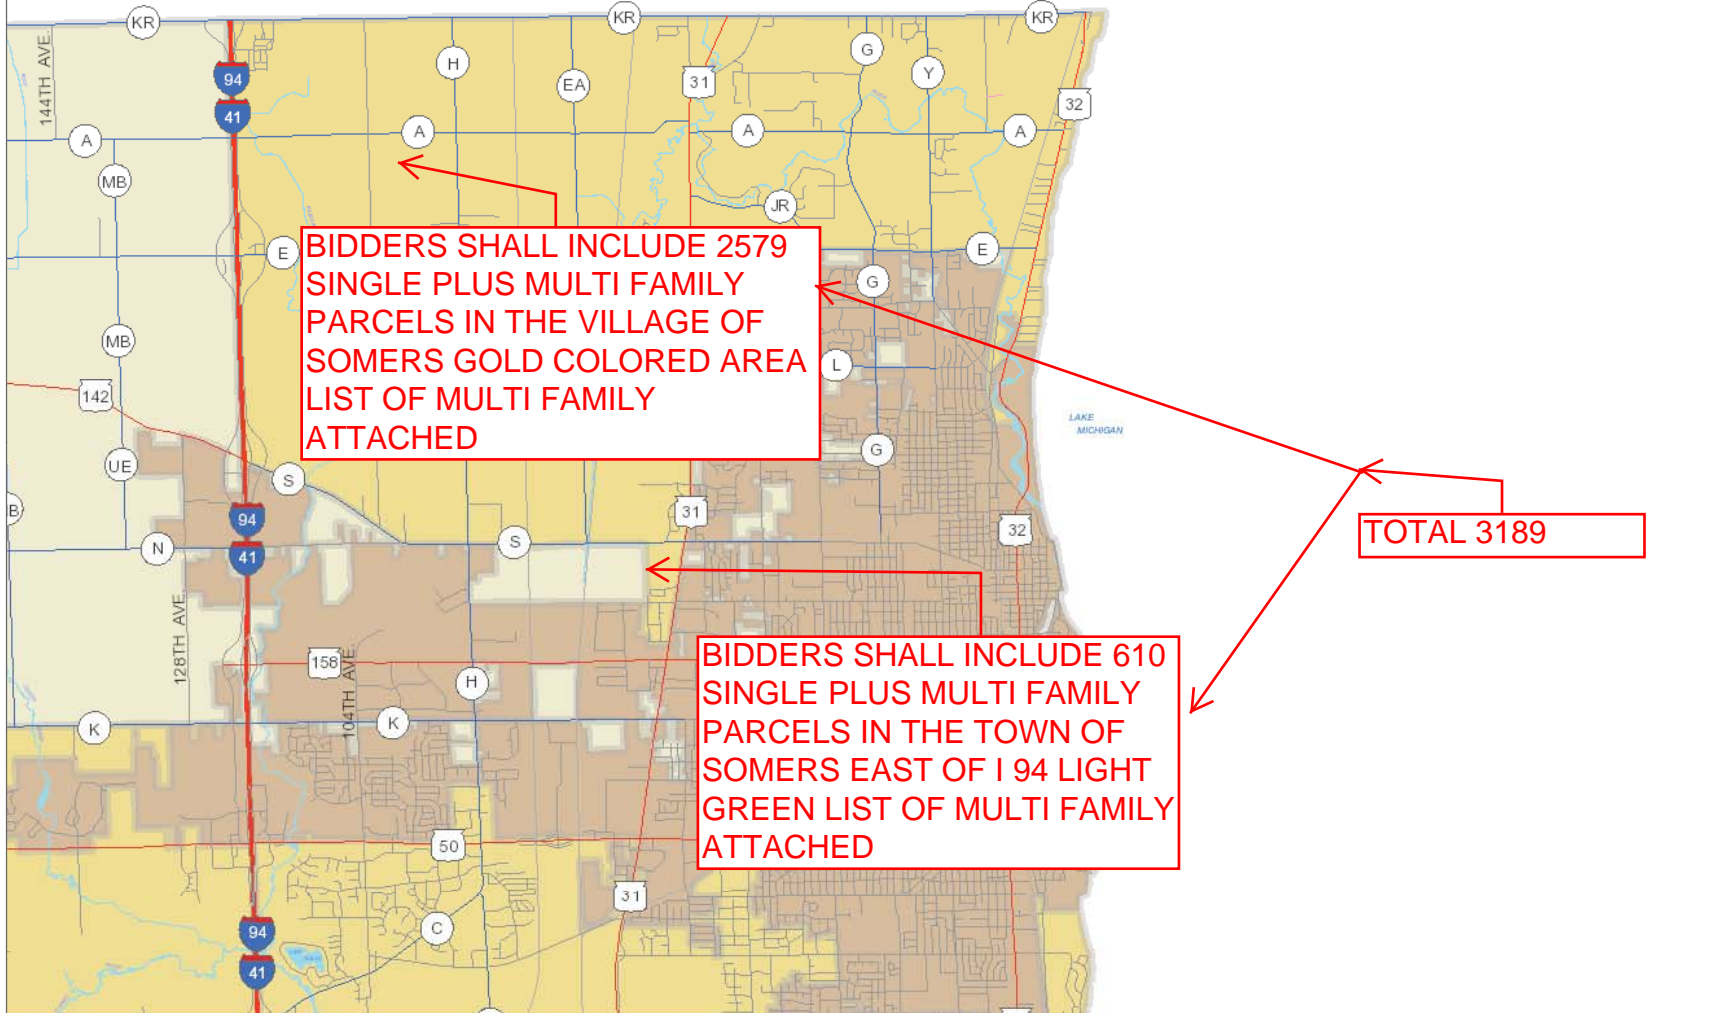 KR
KR
KR
94
41
144TH AVE.
H
EA
31
G
Y
32
A
A
A
A
MB
JR
E
E
BIDDERS SHALL INCLUDE 2579
SINGLE PLUS MULTI FAMILY
PARCELS IN THE VILLAGE OF
SOMERS GOLD COLORED AREA
LIST OF MULTI FAMILY
ATTACHED
G
MB
L
142
LAKE
MICHIGAN
G
UE
S
B
94
41
31
32
N
S
TOTAL 3189
128TH AVE.
158
104TH AVE.
H
K
K
BIDDERS SHALL INCLUDE 610
SINGLE PLUS MULTI FAMILY
PARCELS IN THE TOWN OF
SOMERS EAST OF I 94 LIGHT
GREEN LIST OF MULTI FAMILY
ATTACHED
50
31
C
94
41